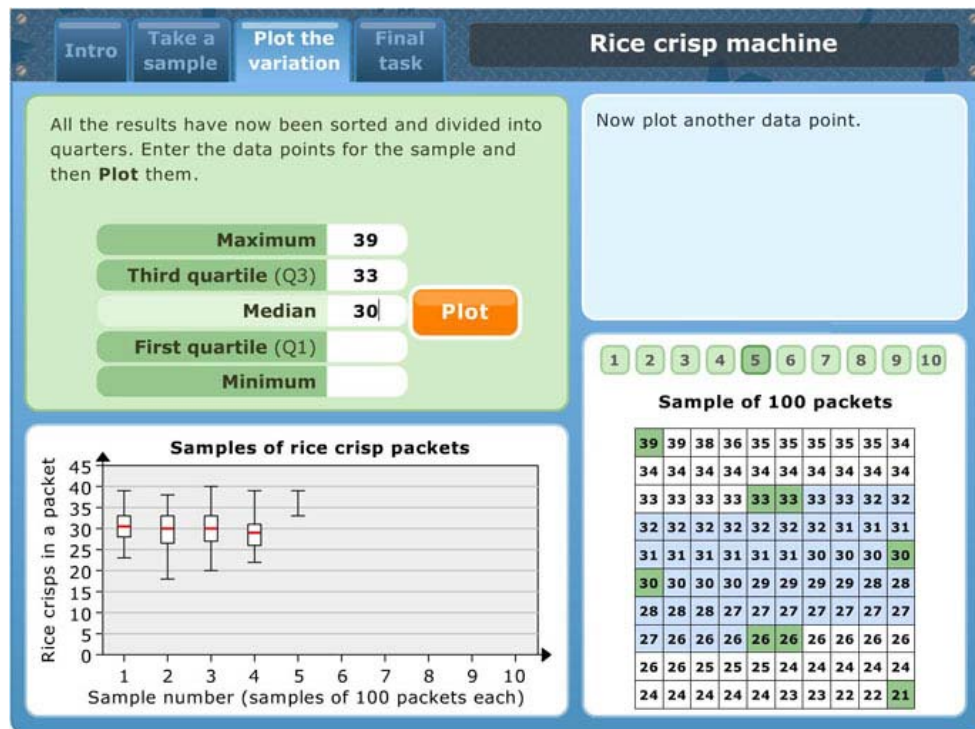 Intro
Take a
sample
Plot the
variation
Final
task
Rice crisp machine
All the results have now been sorted and divided into
quarters. Enter the data points for the sample and
then Plot them.
Maximum 39
Third quartile (Q3) 33
Median 30
Plot
First quartile (Q1)
Minimum
Now plot another data point.
1 2 3 4 5 6 7 8 9 10
Sample of 100 packets
39 39 38 36 35 35 35 35 35 34
34 34 34 34 34 34 34 34 34 34
33 33 33 33 33 33 33 33 32 32
32 32 32 32 32 32 32 31 31 31
31 31 31 31 31 31 30 30 30 30
30 30 30 30 29 29 29 29 28 28
28 28 28 27 27 27 27 27 27 27
27 26 26 26 26 26 26 26 26 26
26 26 25 25 25 24 24 24 24 24
24 24 24 24 24 23 23 22 22 21
Samples of rice crisp packets
Rice crisps in a packet
45
40
35
30
25
20
15
10
5
0
1 2 3 4 5 6 7 8 9 10
Sample number (samples of 100 packets each)